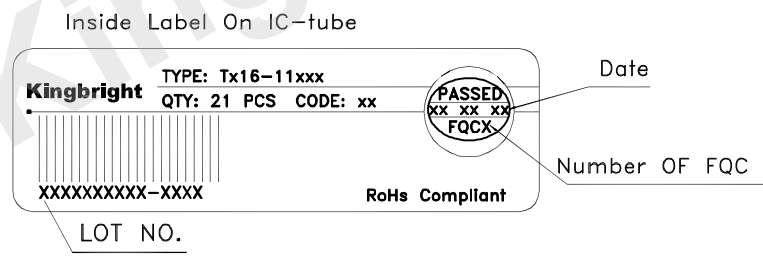 Inside Label On IC-tube
Kingbright
TYPE: Tx16-11xxx
QTY: 21 PCS CODE: xx
PASSED
xx xx xx
FQCX
Date
Number OF FQC
XXXXXXXXXX-XXXX
RoHs Compliant
LOT NO.